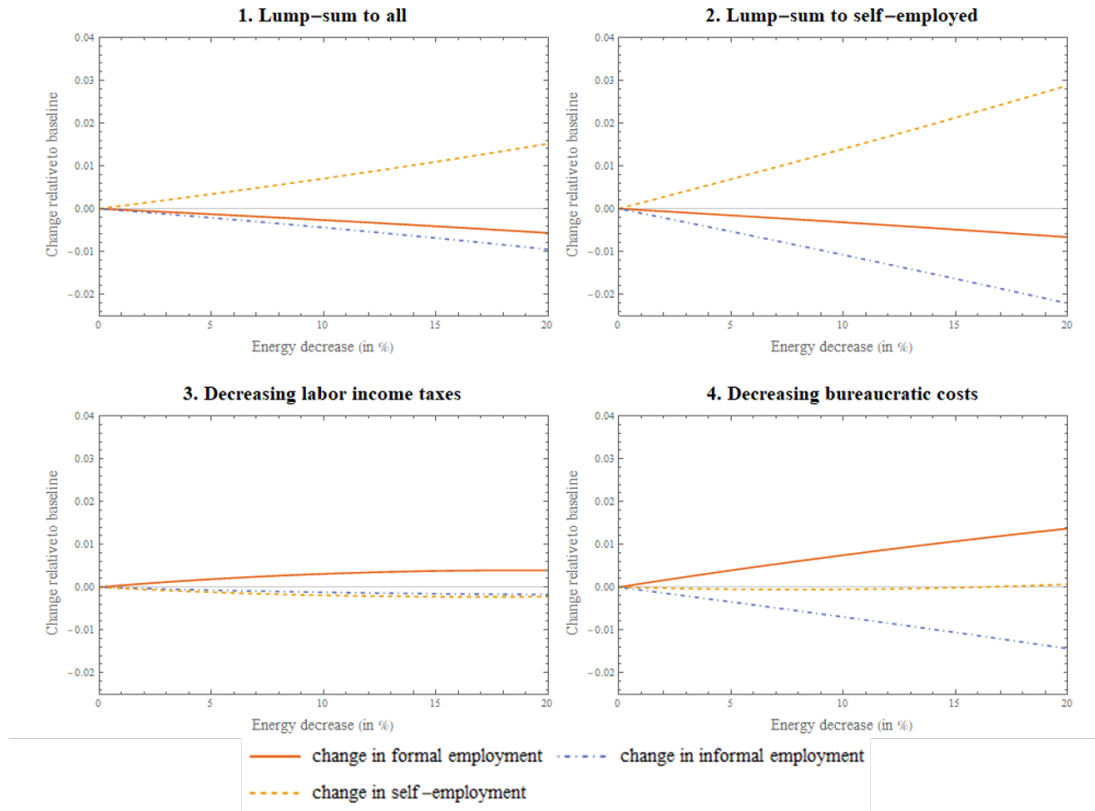 1. Lump−sum to all
0.04
0.03
0.02
0.01
0.00
−0.01
−0.02
Change relative to baseline
0 5 10 15 20
Energy decrease (in %)
2. Lump−sum to self−employed
0.04
0.03
0.02
0.01
0.00
−0.01
−0.02
Change relative to baseline
0 5 10 15 20
Energy decrease (in %)
3. Decreasing labor income taxes
0.04
0.03
0.02
0.01
0.00
−0.01
−0.02
Change relative to baseline
0 5 10 15 20
Energy decrease (in %)
4. Decreasing bureaucratic costs
0.04
0.03
0.02
0.01
0.00
−0.01
−0.02
Change relative to baseline
0 5 10 15 20
Energy decrease (in %)
change in formal employment
change in informal employment
change in self−employment